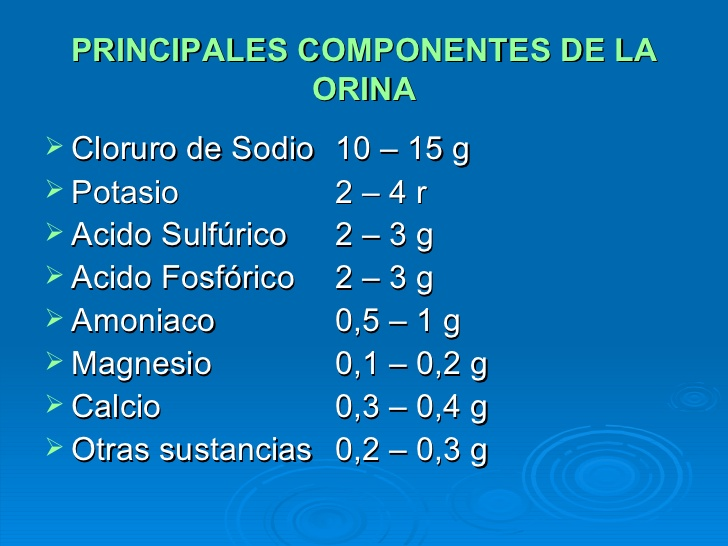 PRINCIPALES COMPONENTES DE LA
ORINA
Cloruro de Sodio 10 – 15 g
Potasio 2 – 4 r
Acido Sulfúrico 2 – 3 g
Acido Fosfórico 2 – 3 g
Amoniaco 0,5 – 1 g
Magnesio 0,1 – 0,2 g
Calcio 0,3 – 0,4 g
Otras sustancias 0,2 – 0,3 g